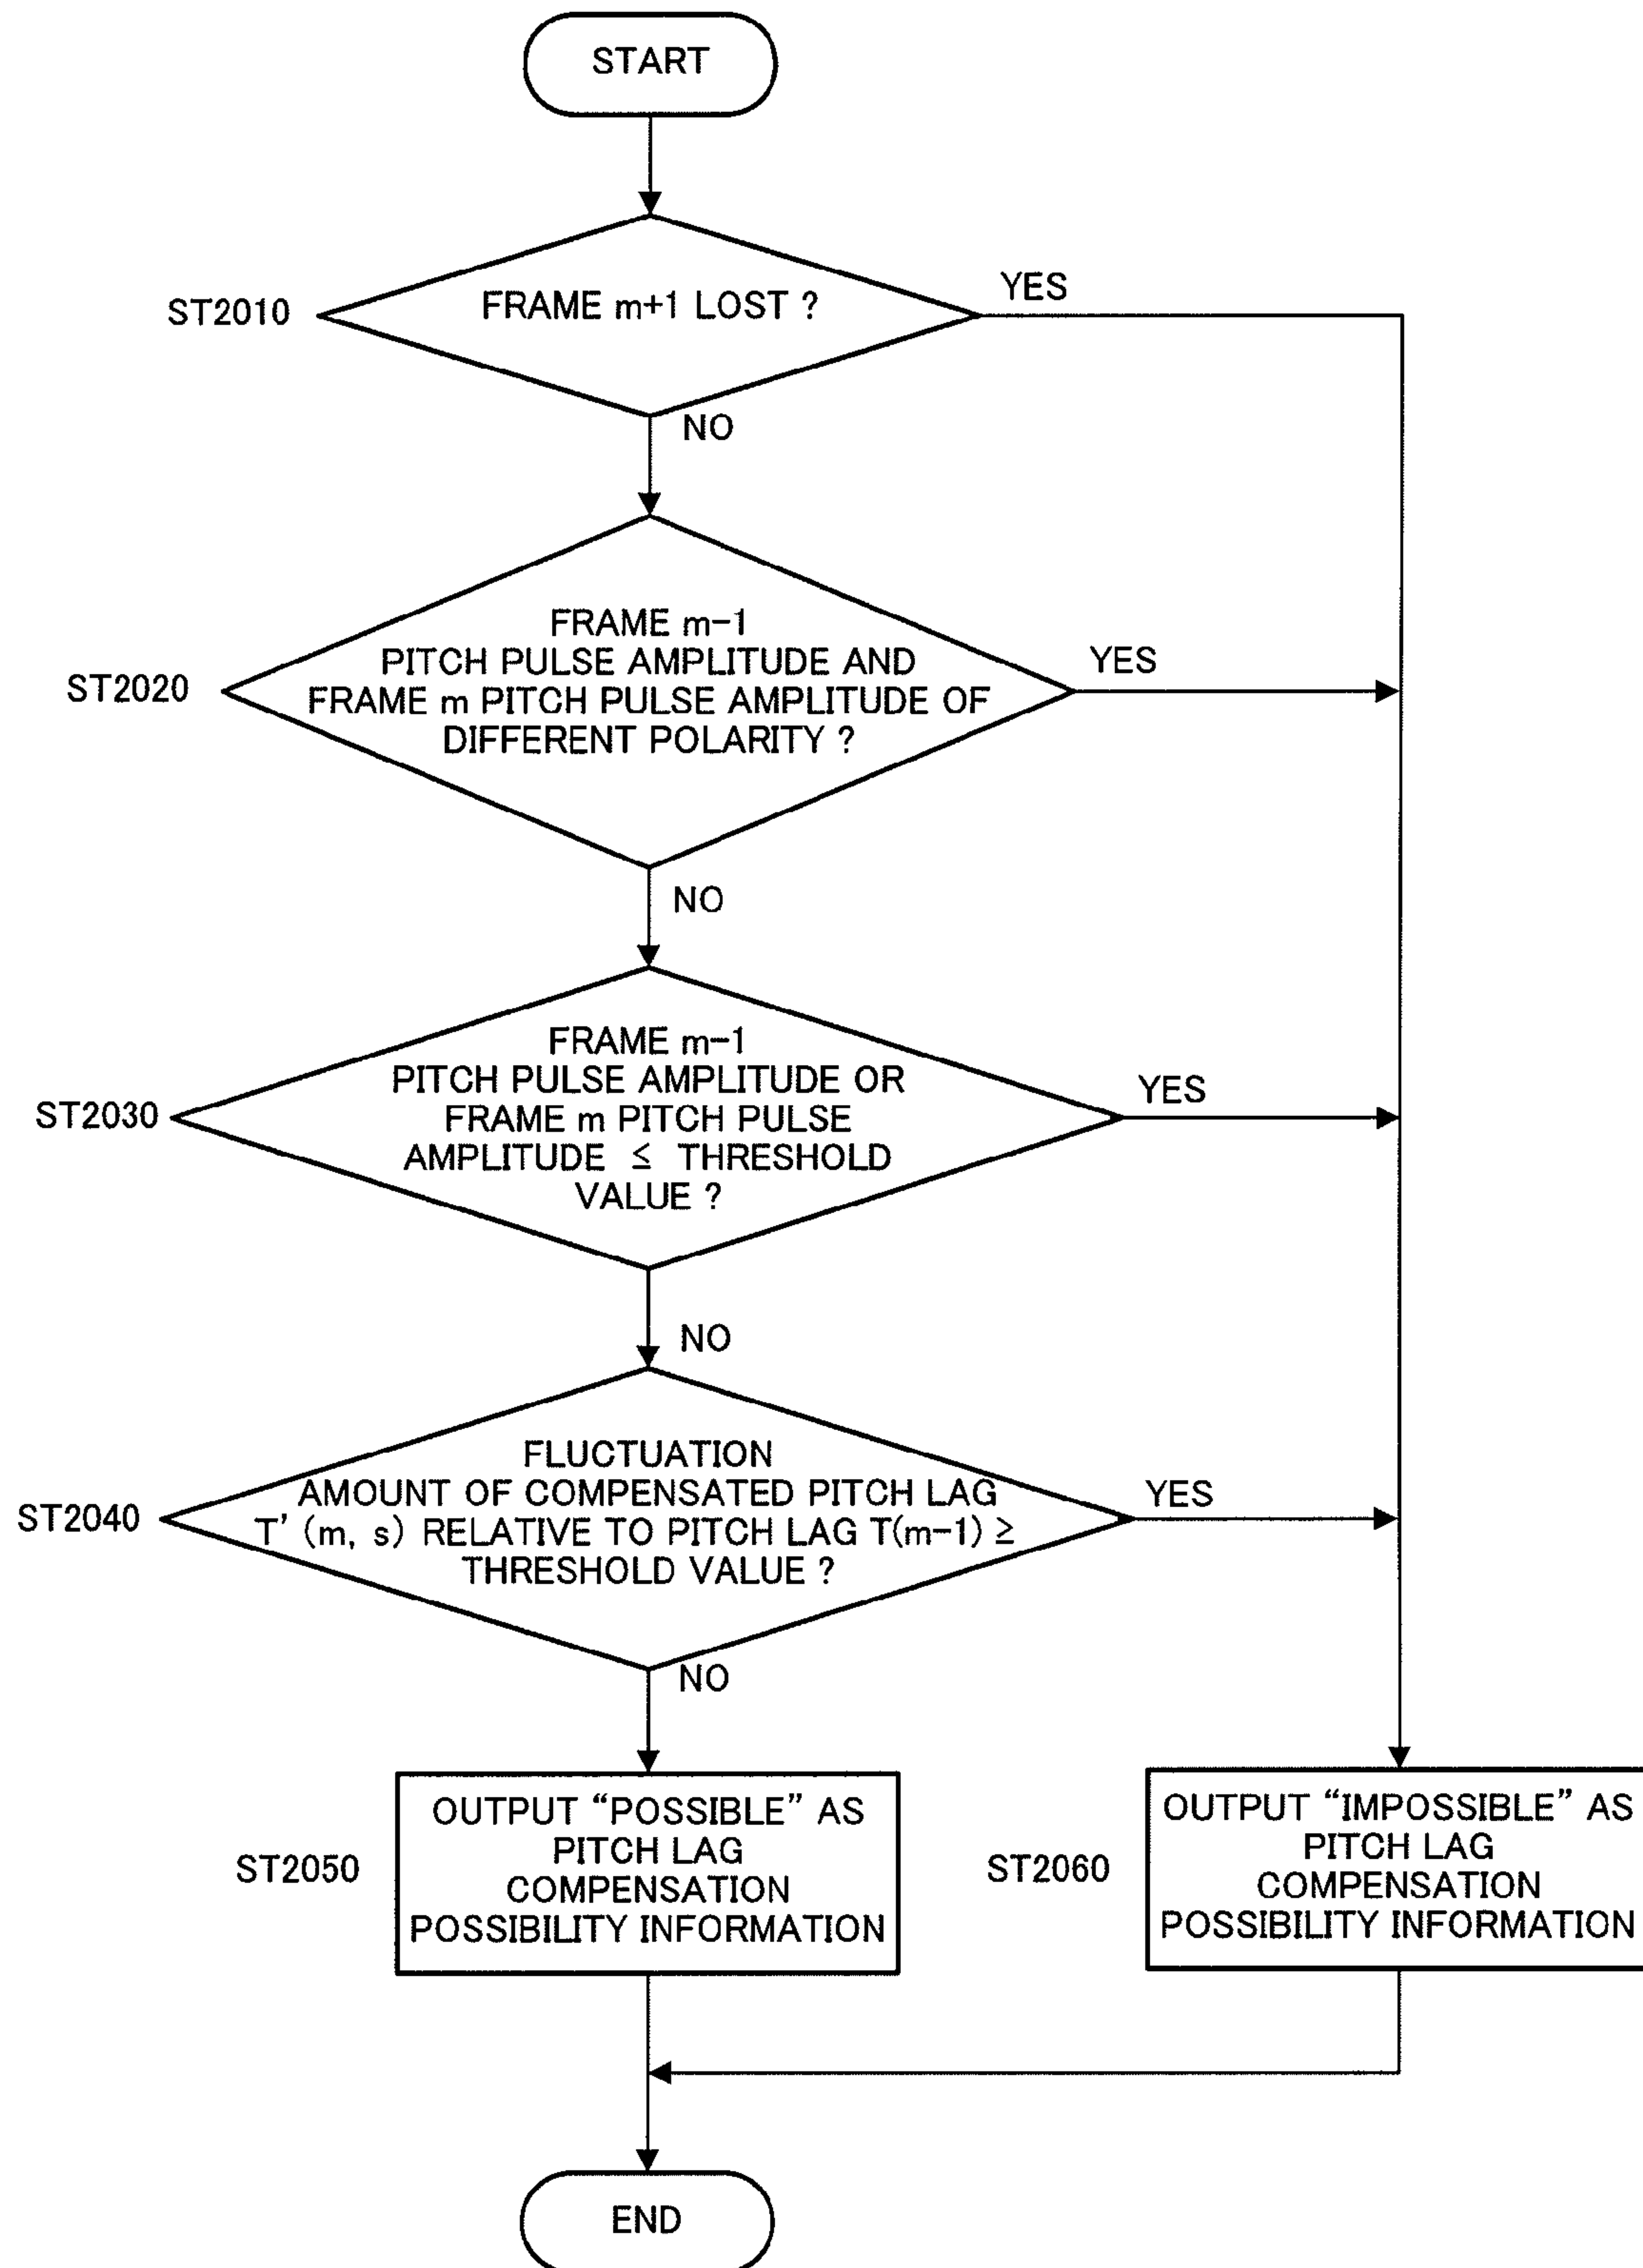 START
ST2010
FRAME m+1 LOST ?
YES
NO
ST2020
FRAME m-1
PITCH PULSE AMPLITUDE AND
FRAME m PITCH PULSE AMPLITUDE OF
DIFFERENT POLARITY ?
YES
NO
ST2030
FRAME m-1
PITCH PULSE AMPLITUDE OR
FRAME m PITCH PULSE
AMPLITUDE ≤ THRESHOLD
VALUE ?
YES
NO
ST2040
FLUCTUATION
AMOUNT OF COMPENSATED PITCH LAG
T' (m, s) RELATIVE TO PITCH LAG T(m-1) ≥
THRESHOLD VALUE ?
YES
NO
ST2050
OUTPUT “POSSIBLE” AS
PITCH LAG
COMPENSATION
POSSIBILITY INFORMATION
ST2060
OUTPUT “IMPOSSIBLE” AS
PITCH LAG
COMPENSATION
POSSIBILITY INFORMATION
END